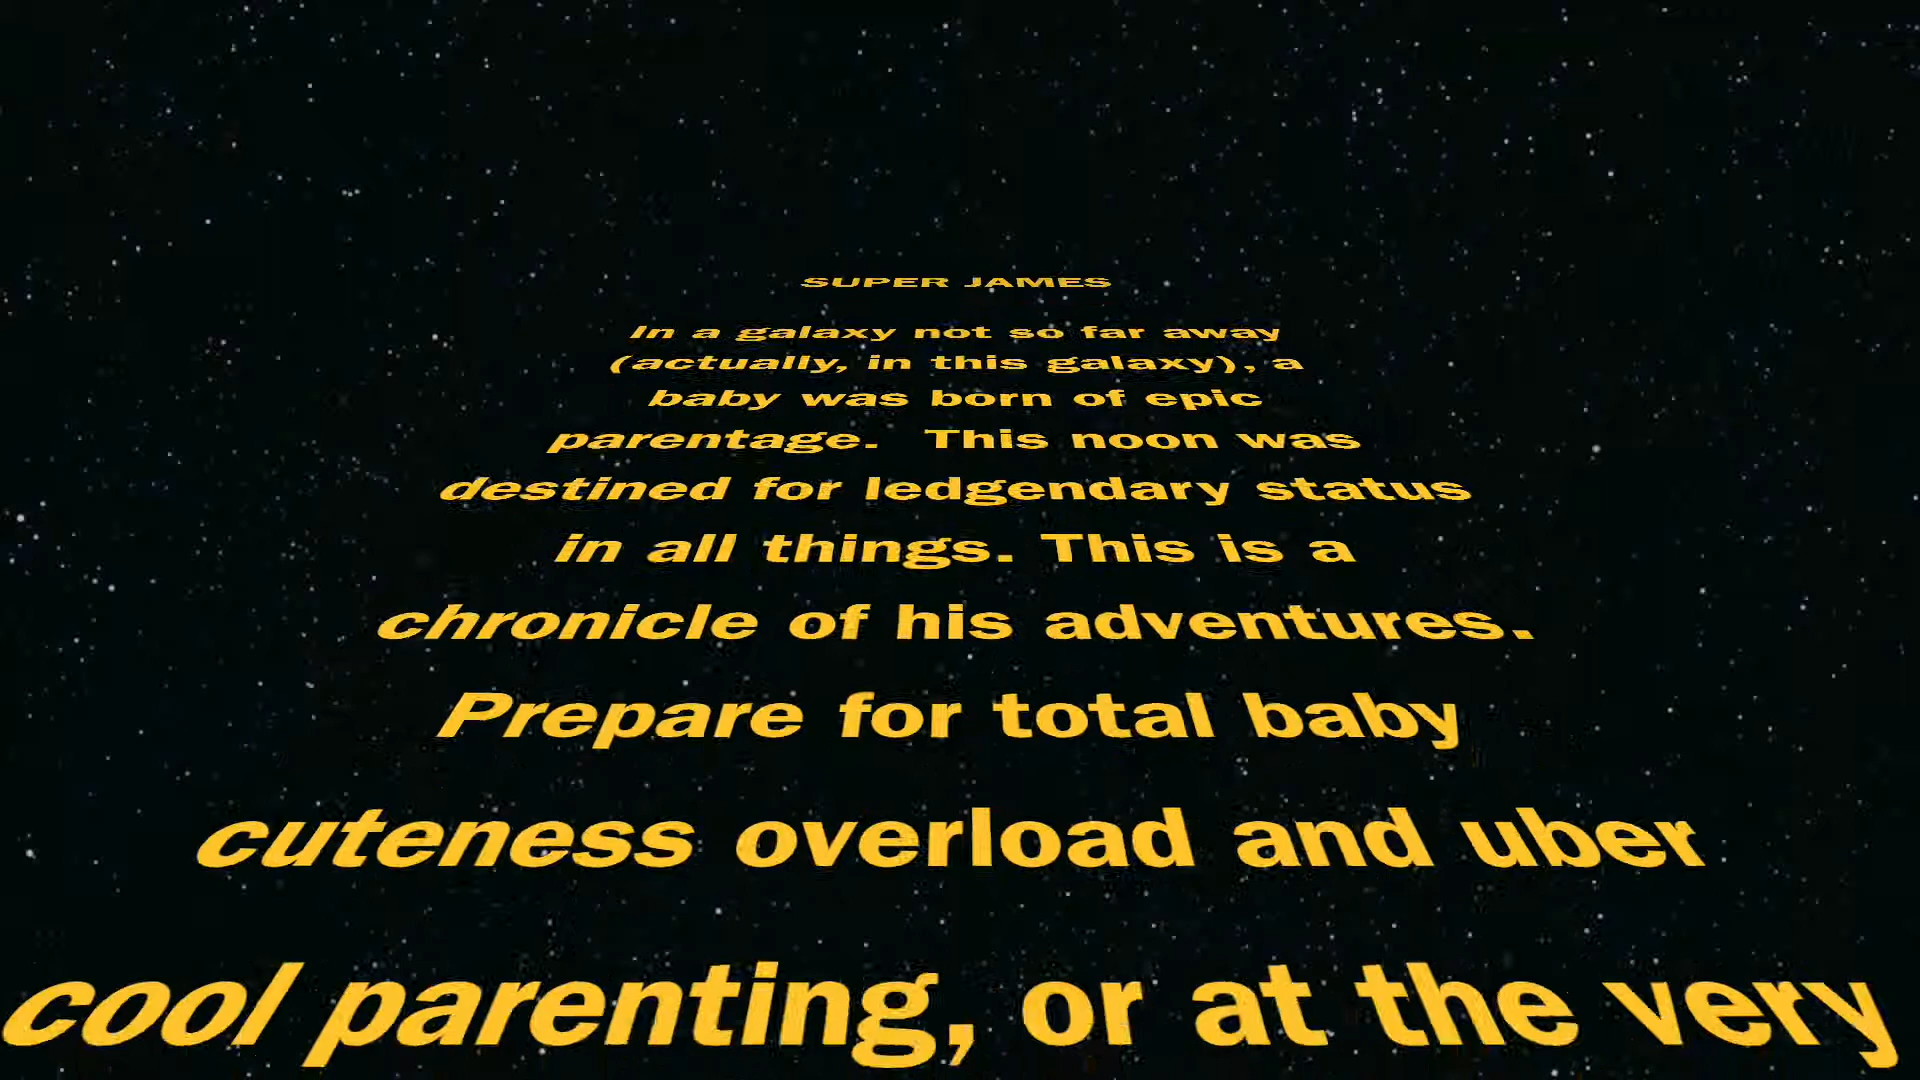 SUPER JAMES
In a galaxy not so far away
(actually, in this galaxy), a
baby was born of epic
parentage.  This noon was
destined for ledgendary status
in all things. This is a
chronicle of his adventures.
Prepare for total baby
cuteness overload and uber
cool parenting, or at the very